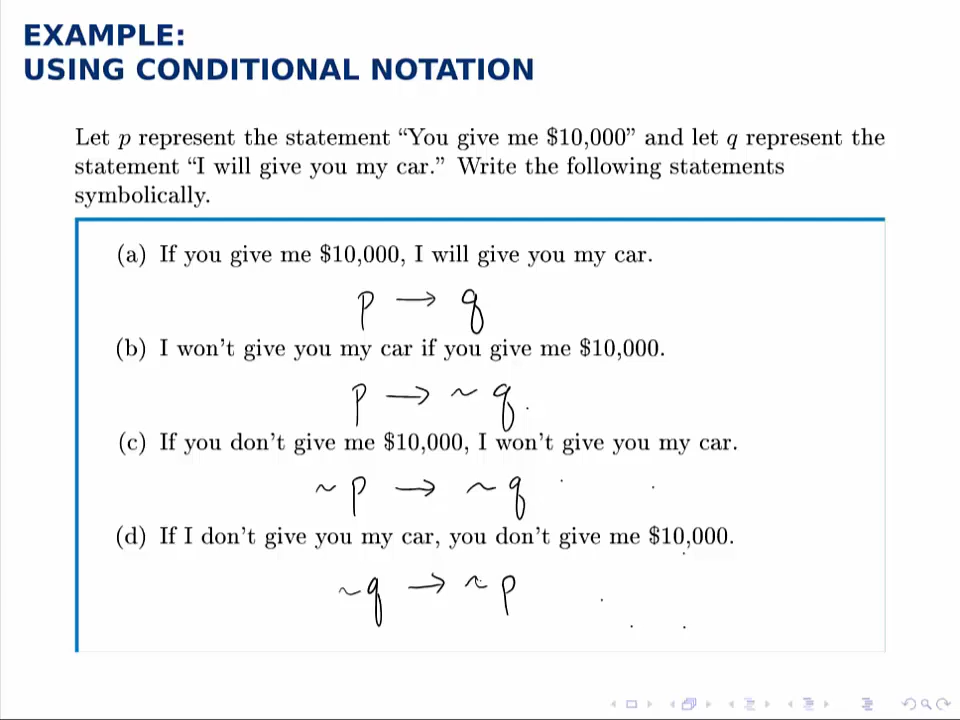 EXAMPLE:
USING CONDITIONAL NOTATION
Let p represent the statement “You give me $10,000” and let q represent the
statement “I will give you my car.” Write the following statements
symbolically.
(a) If you give me $10,000, I will give you my car.
p → q
(b) I won’t give you my car if you give me $10,000.
p → ~ q.
(c) If you don’t give me $10,000, I won’t give you my car.
~ p → ~ q
(d) If I don’t give you my car, you don’t give me $10,000.
~q → ~ p